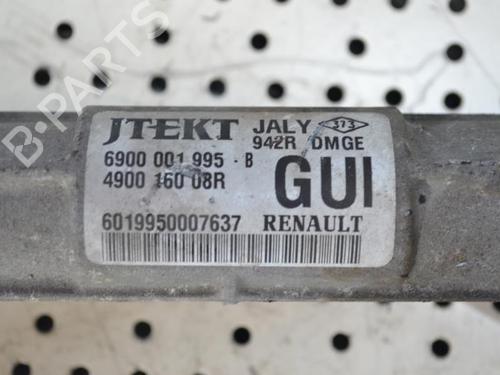 JTEKT JALY 373
942R DMGE
6900 001 995 - B
4900 160 08R
GUI
6019950007637 RENAULT
B-PARTS